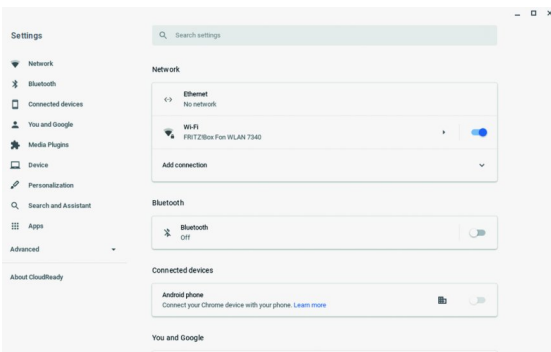 Settings
Search settings
Network
Bluetooth
Connected devices
You and Google
Media Plugins
Device
Personalization
Search and Assistant
Apps
Advanced
About CloudReady
Network
Ethernet
No network
Wi-Fi
FRITZ!Box Fon WLAN 7340
Add connection
Bluetooth
Bluetooth
Off
Connected devices
Android phone
Connect your Chrome device with your phone. Learn more
You and Google